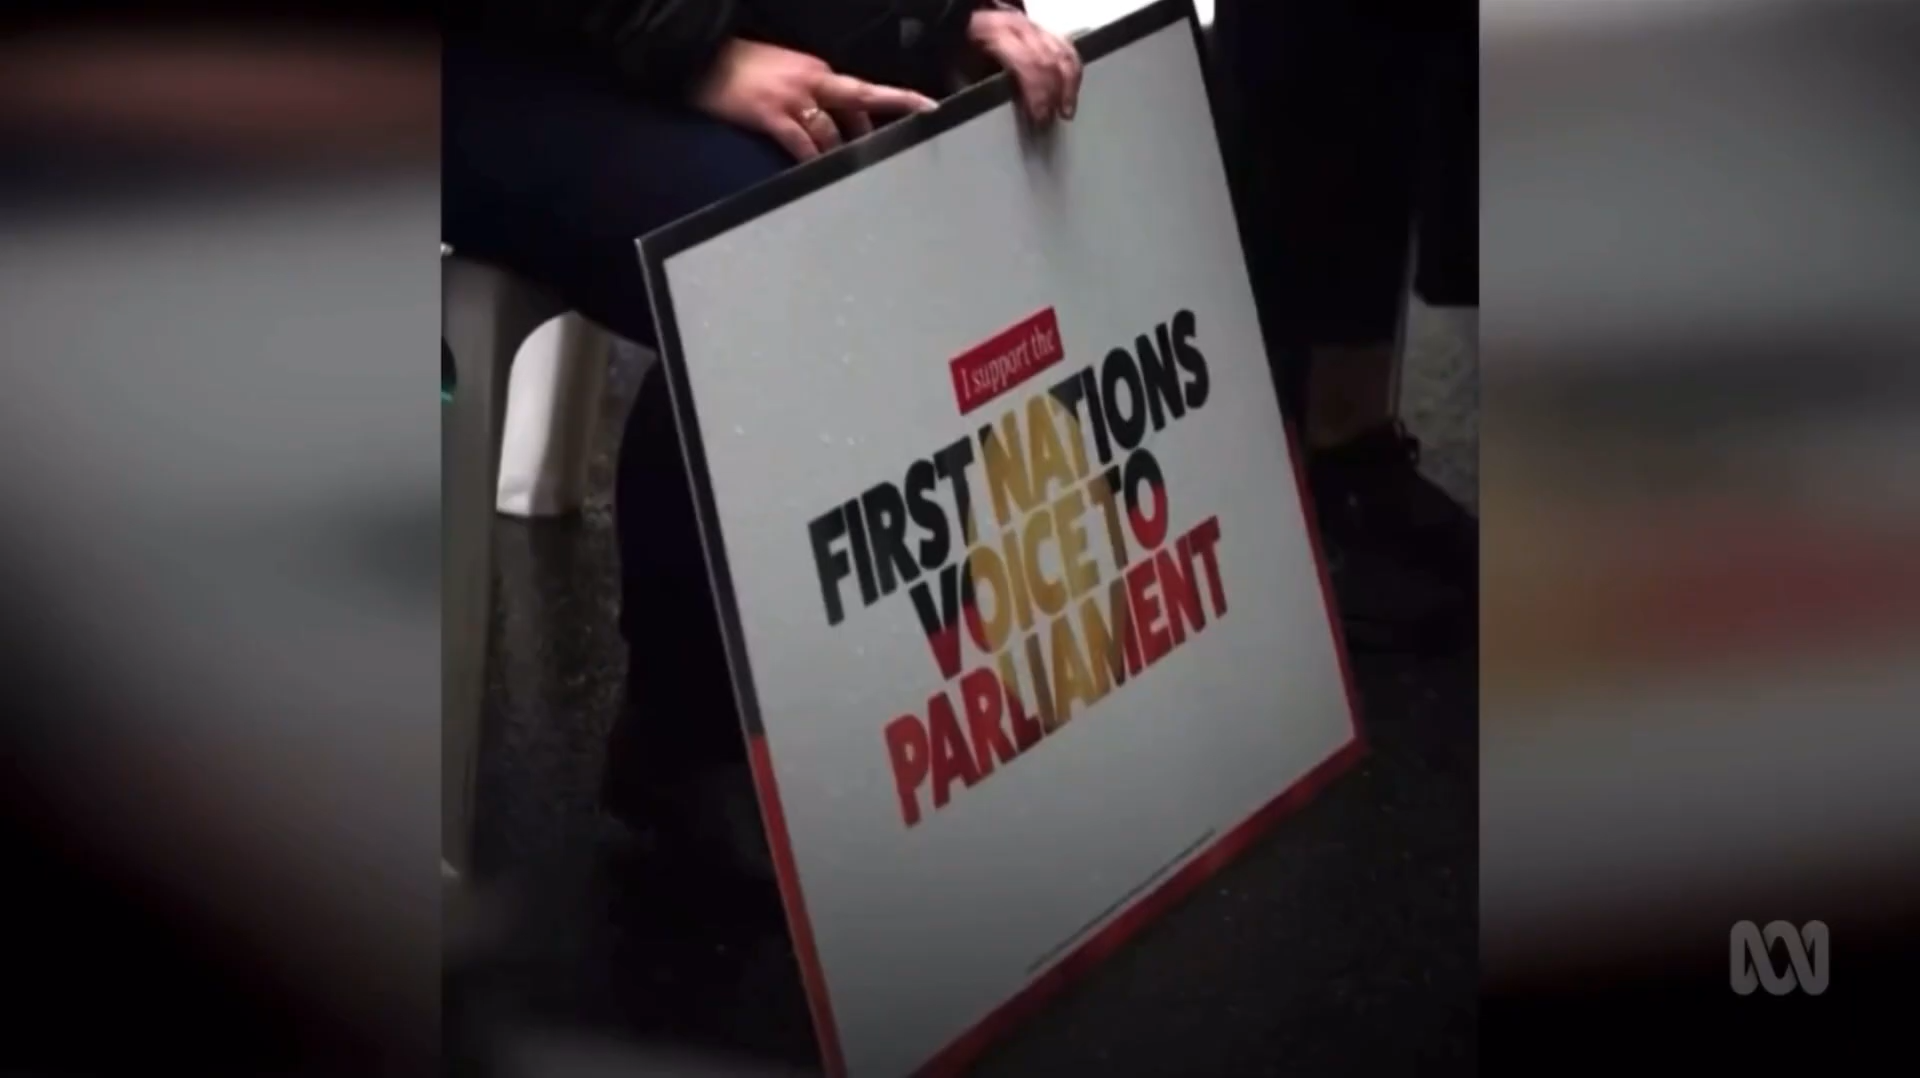 I support the
FIRST NATIONS
VOICE TO
PARLIAMENT